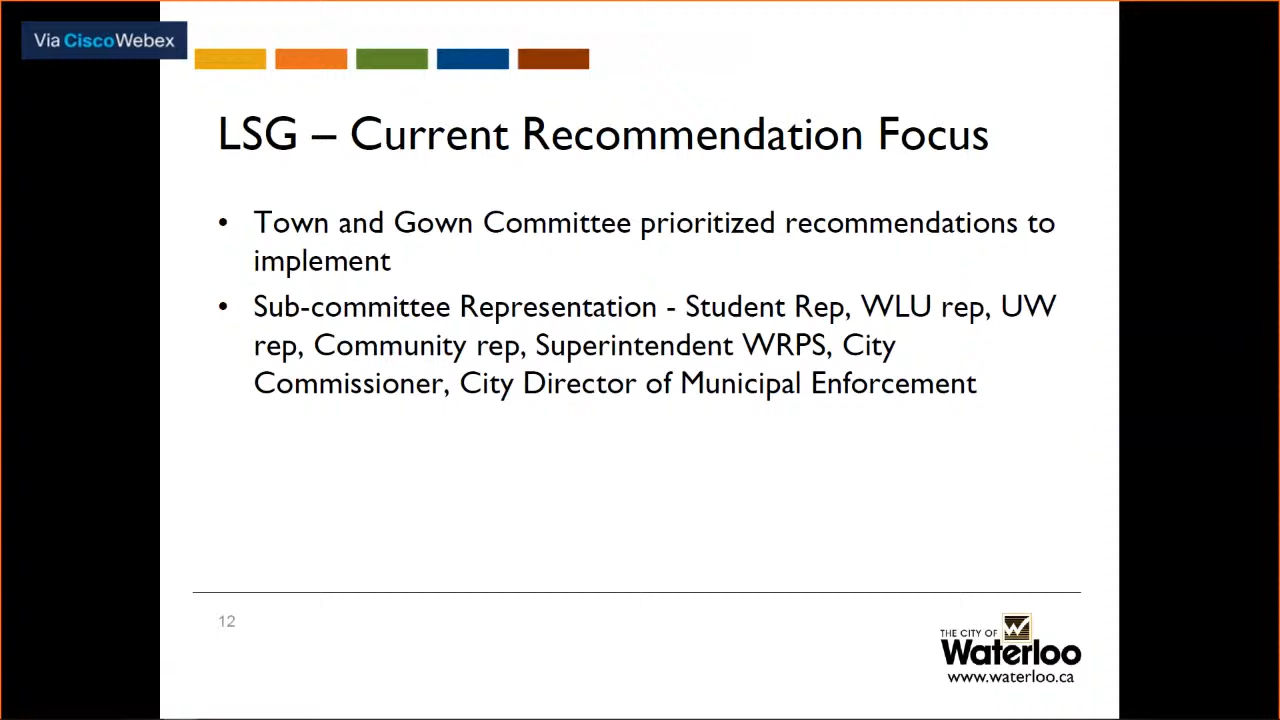 Via CiscoWebex
LSG – Current Recommendation Focus
• Town and Gown Committee prioritized recommendations to
implement
• Sub-committee Representation - Student Rep, WLU rep, UW
rep, Community rep, Superintendent WRPS, City
Commissioner, City Director of Municipal Enforcement
12
THE CITY OF
Waterloo
www.waterloo.ca